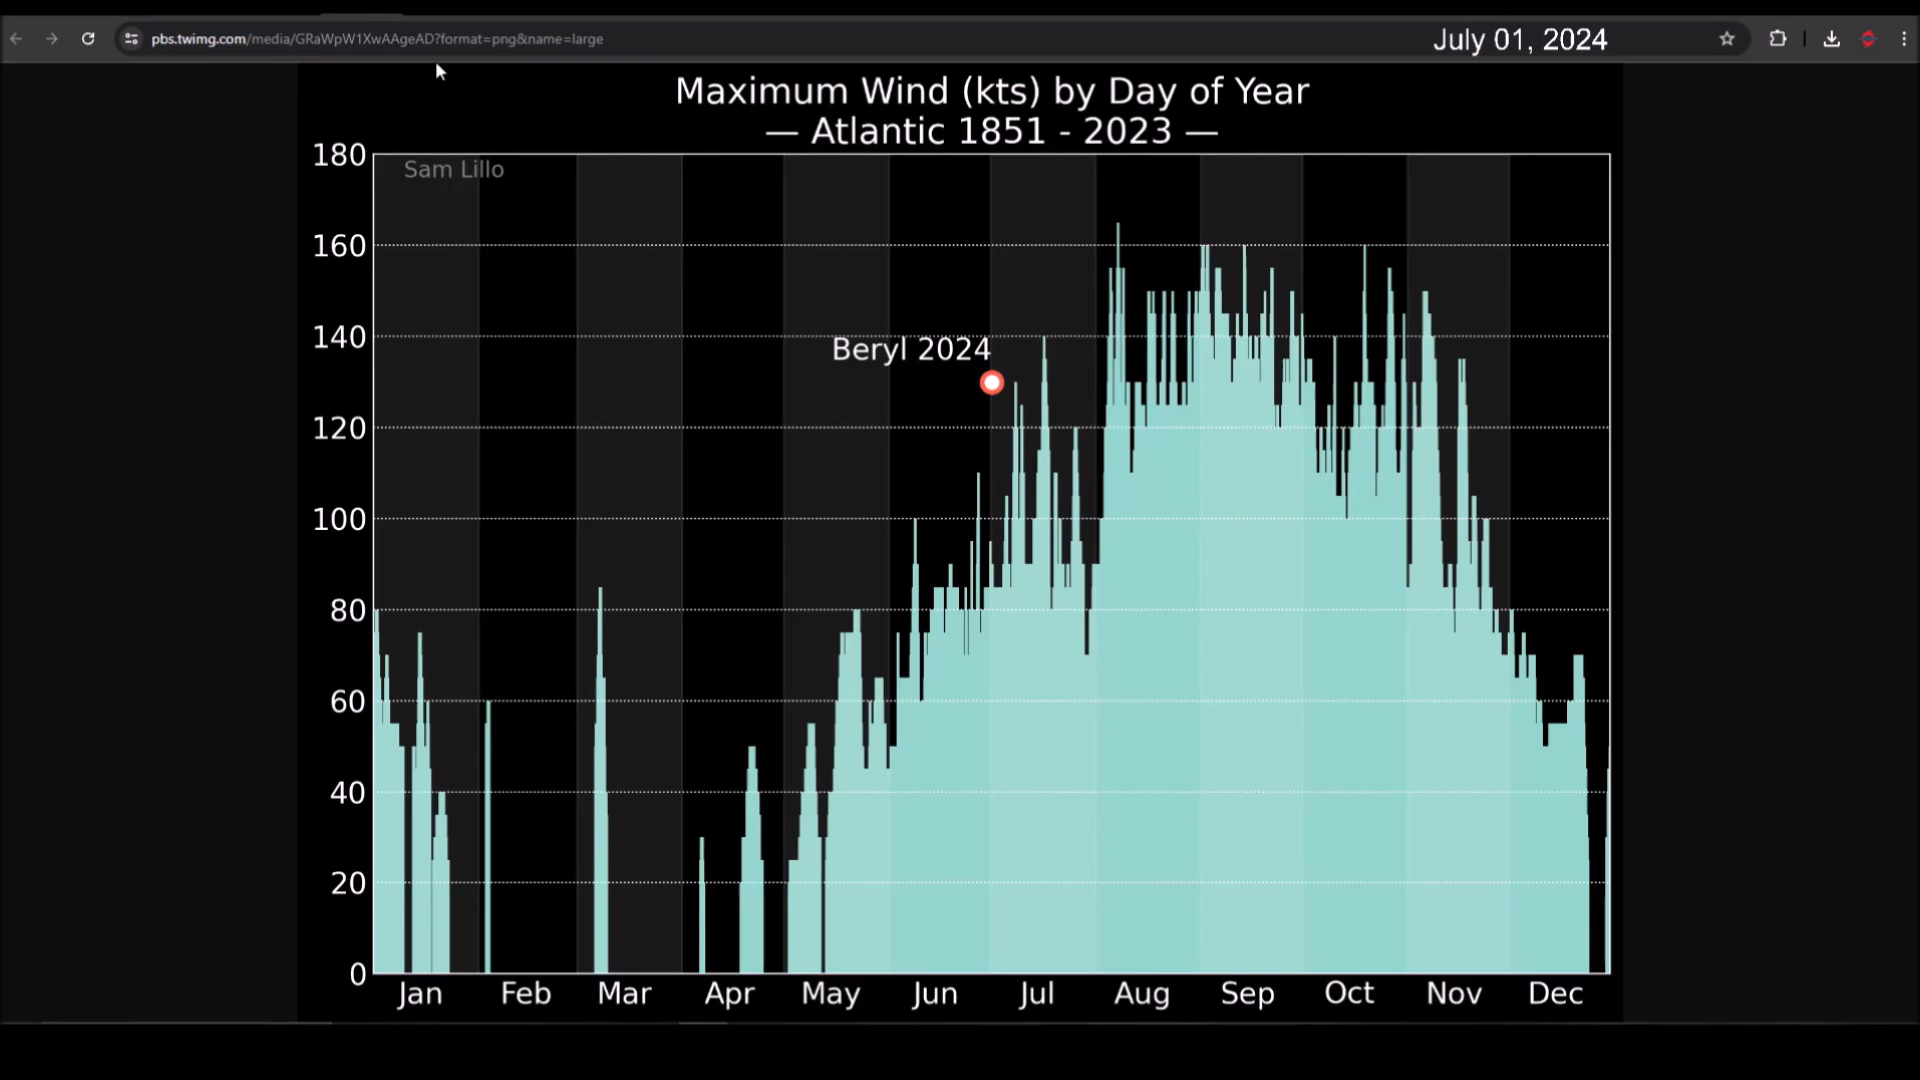 pbs.twimg.com/media/GRaWpW1XwAAgeAD?format=png&name=large
July 01, 2024
Maximum Wind (kts) by Day of Year
— Atlantic 1851 - 2023 —
Sam Lillo
180
160
140
120
100
80
60
40
20
0
Beryl 2024
Jan Feb Mar Apr May Jun Jul Aug Sep Oct Nov Dec